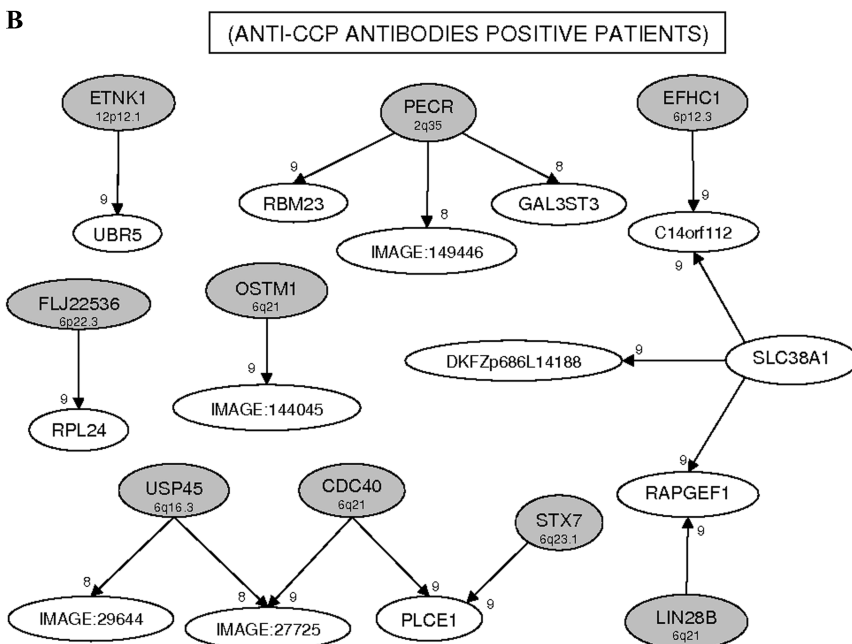 B
(ANTI-CCP ANTIBODIES POSITIVE PATIENTS)
ETNK1
12p12.1
9
UBR5
PECR
2q35
9
8
8
RBM23
IMAGE:149446
GAL3ST3
EFHC1
6p12.3
9
C14orf112
9
FLJ22536
6p22.3
9
RPL24
OSTM1
6q21
9
IMAGE:144045
DKFZp686L14188
9
SLC38A1
9
RAPGEF1
9
LIN28B
6q21
USP45
6q16.3
8
8
IMAGE:29644
CDC40
6q21
9
9
IMAGE:27725
PLCE1
STX7
6q23.1
9